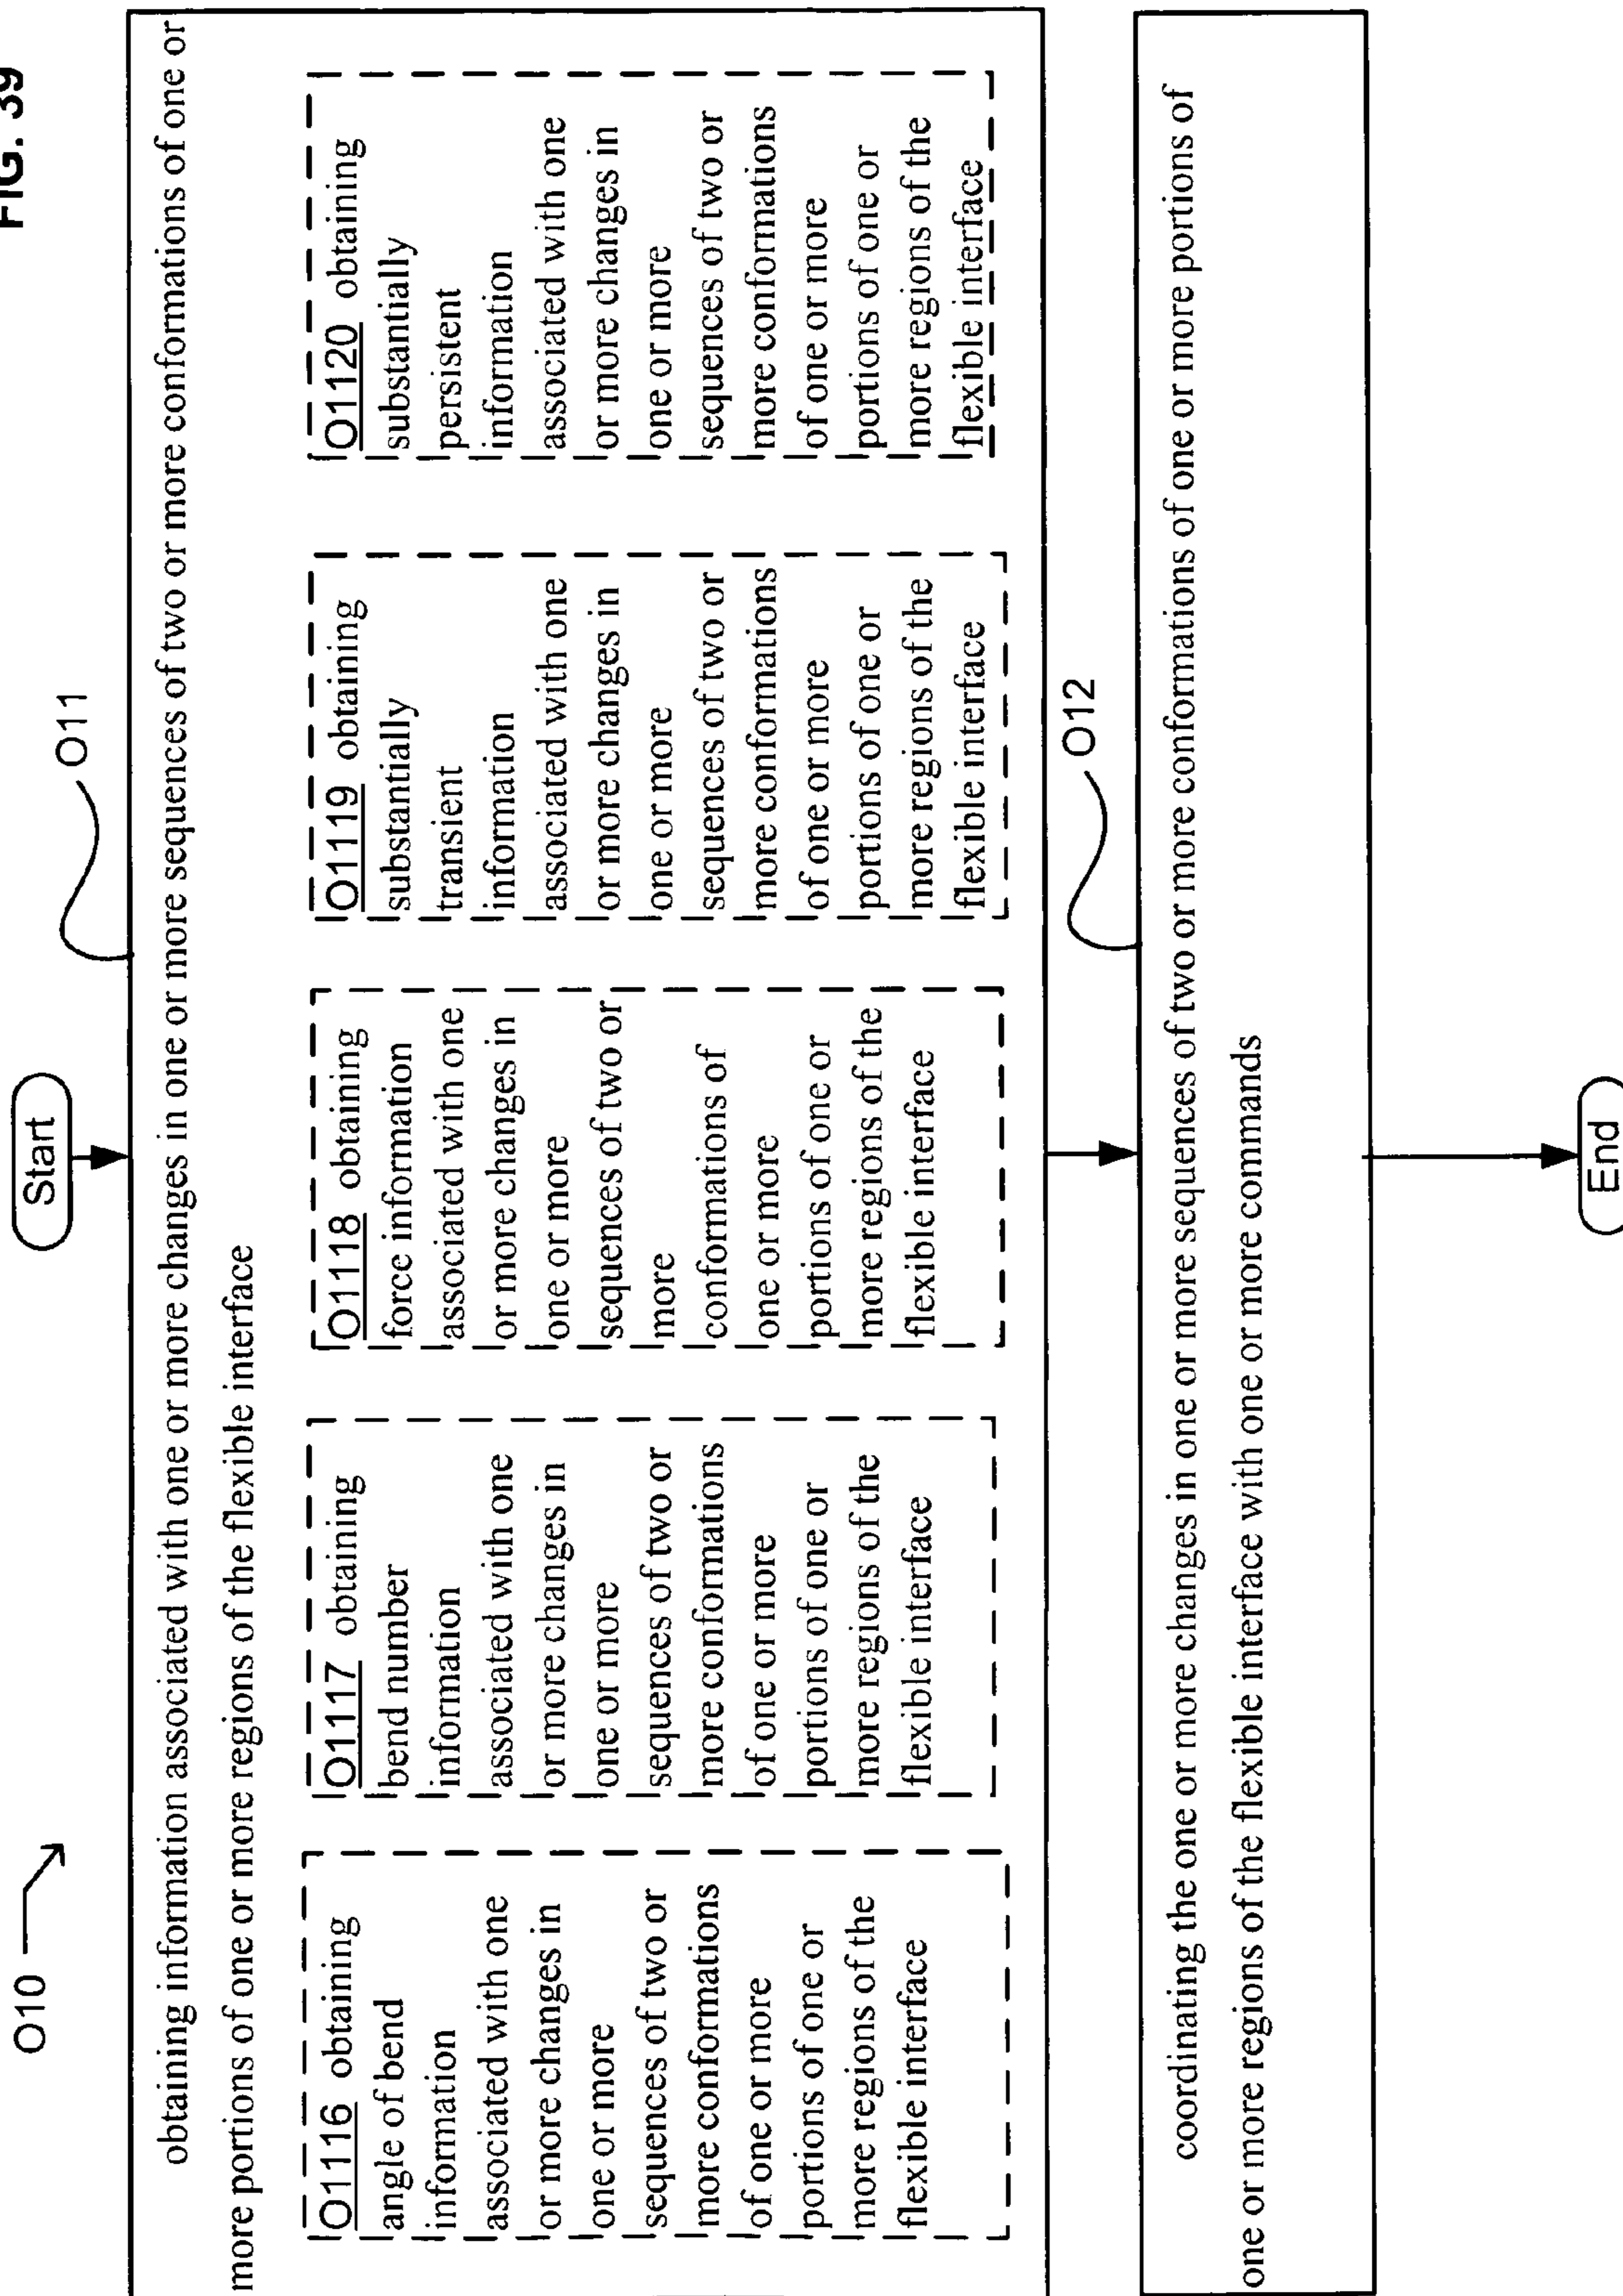 FIG. 39
O10
Start
O11
obtaining information associated with one or more changes in one or more sequences of two or more conformations of one or
more portions of one or more regions of the flexible interface
O1116 obtaining
angle of bend
information
associated with one
or more changes in
one or more
sequences of two or
more conformations
of one or more
portions of one or
more regions of the
flexible interface
O1117 obtaining
bend number
information
associated with one
or more changes in
one or more
sequences of two or
more conformations
of one or more
portions of one or
more regions of the
flexible interface
O1118 obtaining
force information
associated with one
or more changes in
one or more
sequences of two or
more
conformations of
one or more
portions of one or
more regions of the
flexible interface
O1119 obtaining
substantially
transient
information
associated with one
or more changes in
one or more
sequences of two or
more conformations
of one or more
portions of one or
more regions of the
flexible interface
O1120 obtaining
substantially
persistent
information
associated with one
or more changes in
one or more
sequences of two or
more conformations
of one or more
portions of one or
more regions of the
flexible interface
O12
coordinating the one or more changes in one or more sequences of two or more conformations of one or more portions of
one or more regions of the flexible interface with one or more commands
End